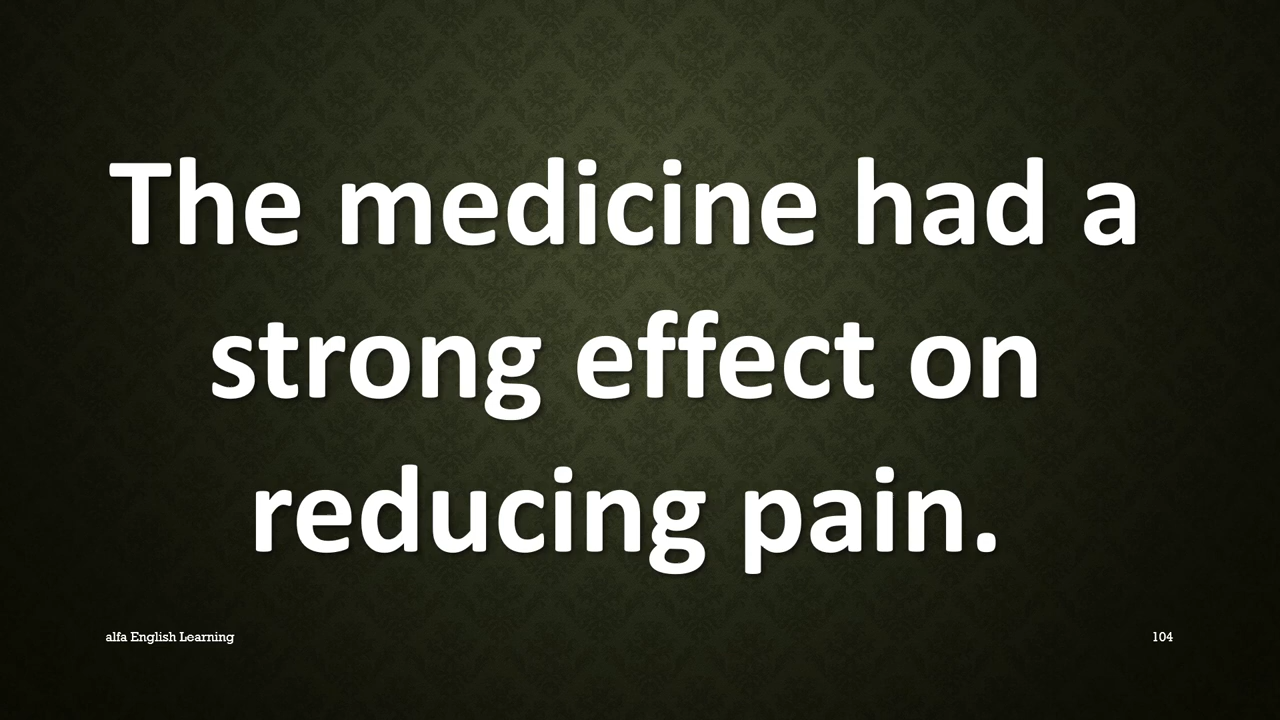 The medicine had a
strong effect on
reducing pain.
alfa English Learning
104